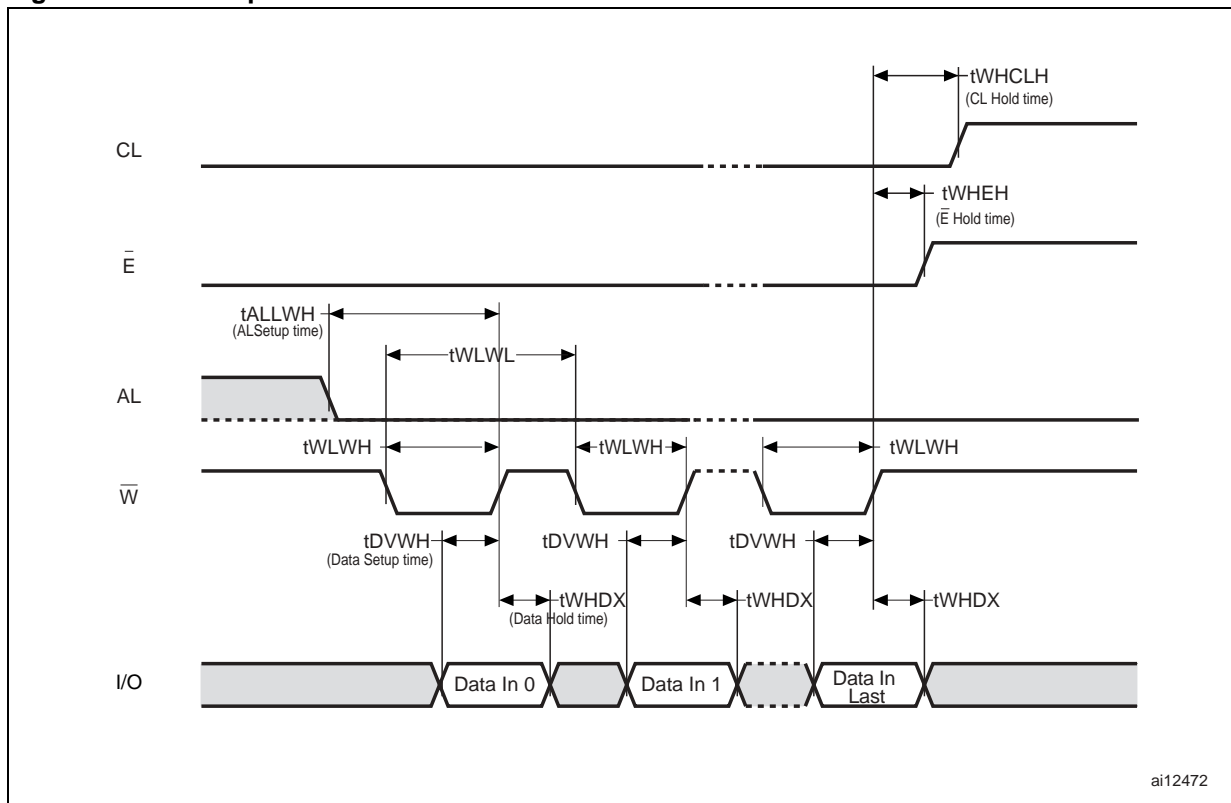 tWHCLH
(CL Hold time)
CL
tWHEH
(E̅ Hold time)
E̅
tALLWH
(ALSetup time)
tWLWL
AL
tWLWH
tWLWH
tWLWH
W̅
tDVWH
(Data Setup time)
tDVWH
tDVWH
tWHDX
(Data Hold time)
tWHDX
tWHDX
I/O
Data In 0
Data In 1
Data In
Last
ai12472